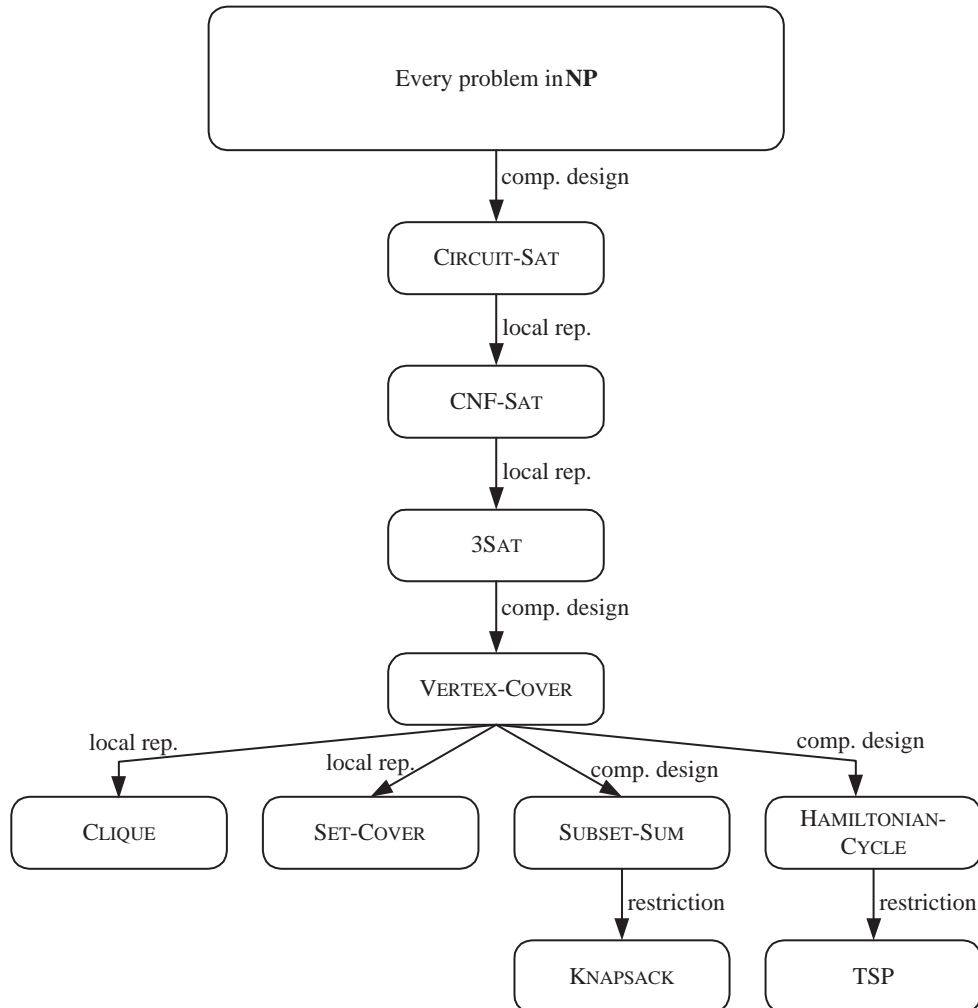 Every problem in NP
comp. design
CIRCUIT-SAT
local rep.
CNF-SAT
local rep.
3SAT
comp. design
VERTEX-COVER
local rep.
local rep.
comp. design
comp. design
CLIQUE
SET-COVER
SUBSET-SUM
HAMILTONIAN-
CYCLE
restriction
restriction
KNAPSACK
TSP